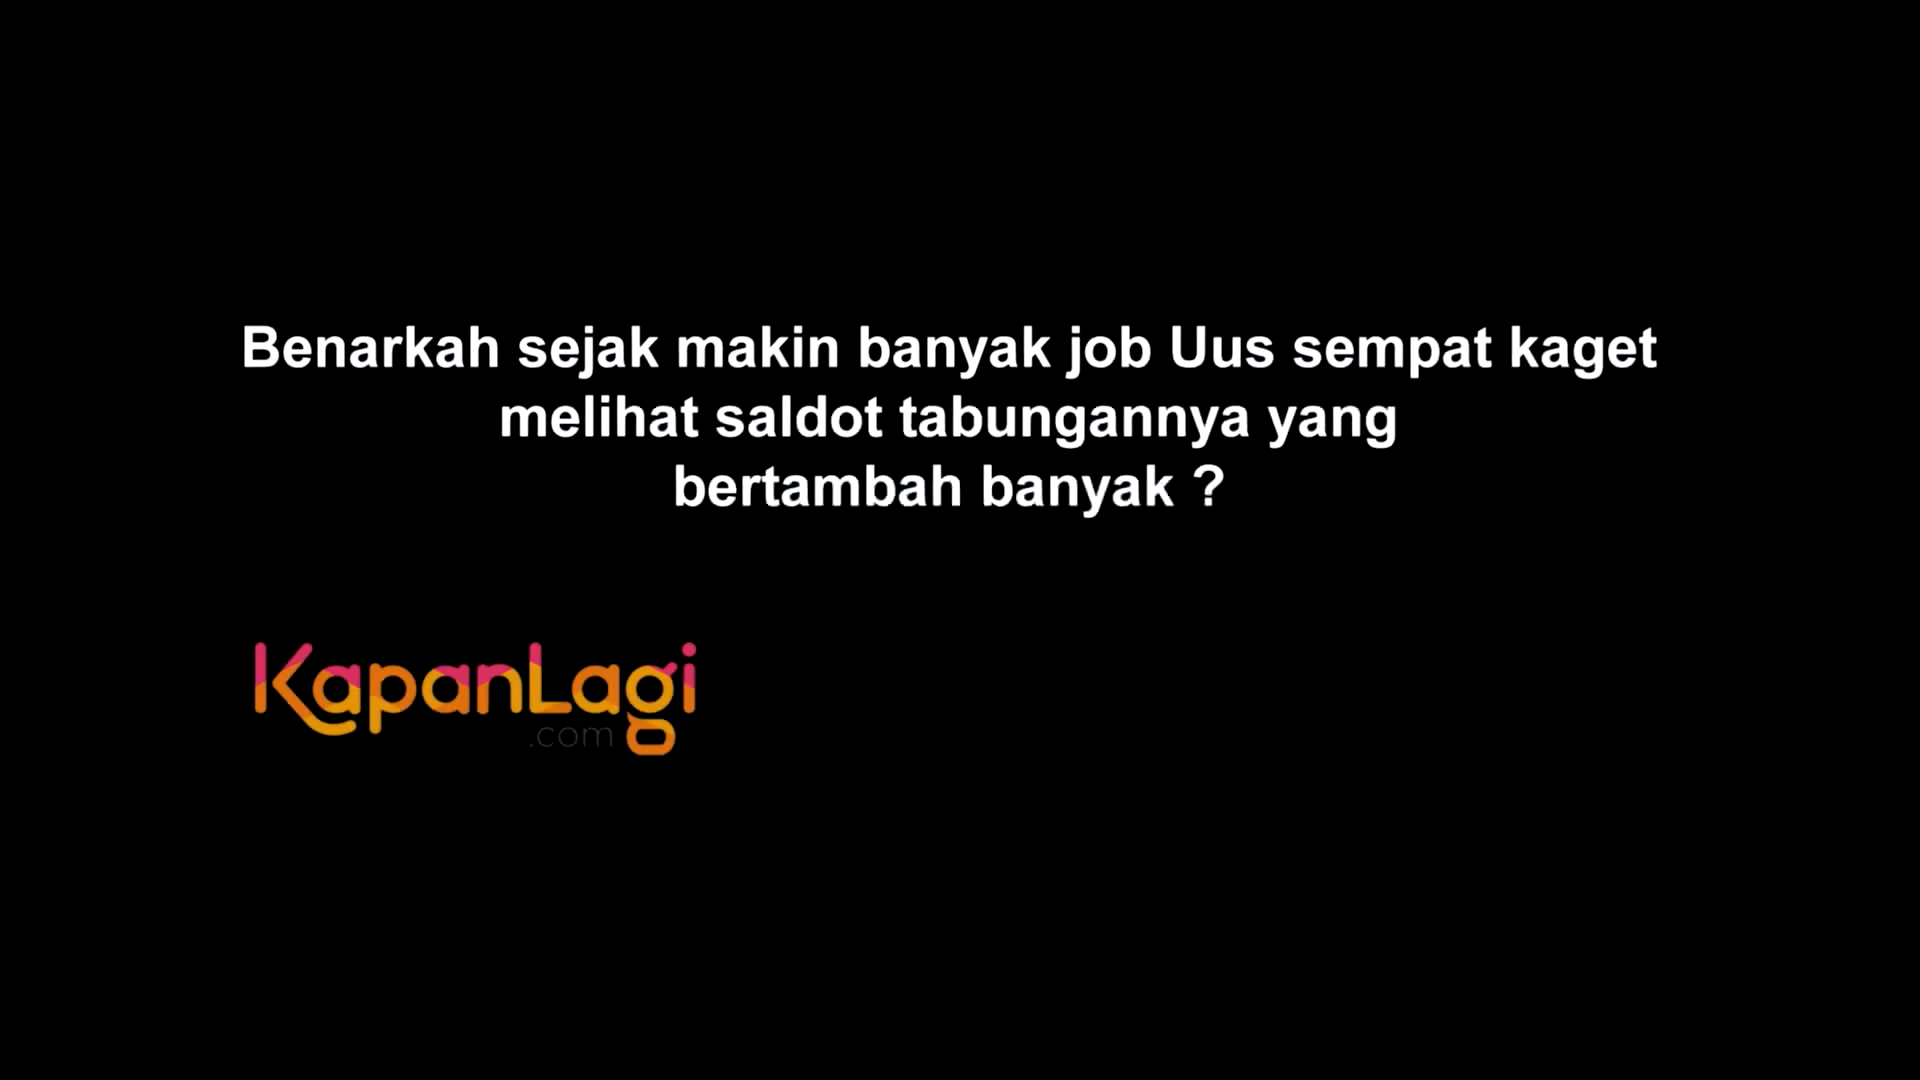 Benarkah sejak makin banyak job Uus sempat kaget
melihat saldot tabungannya yang
bertambah banyak ?
KapanLagi
.com